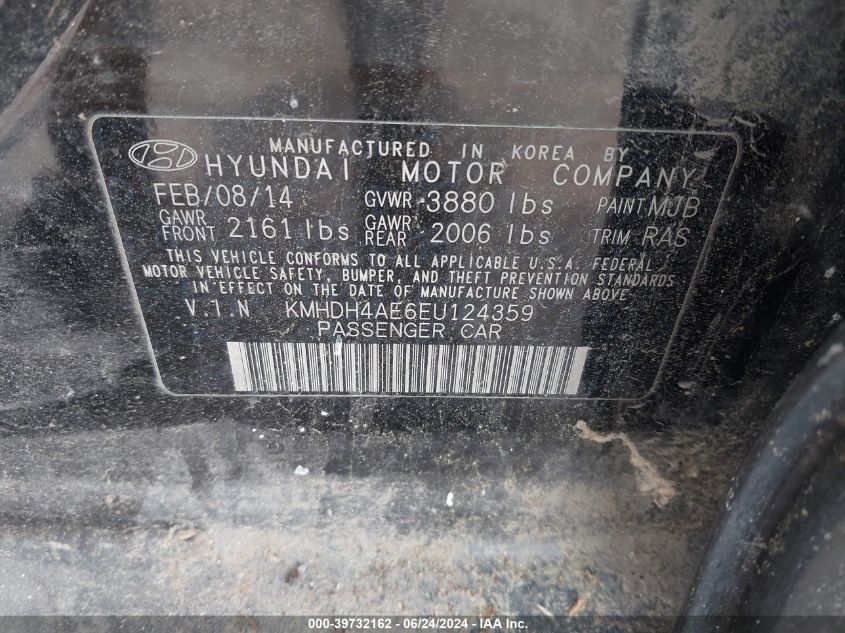 MANUFACTURED IN KOREA BY
HYUNDAI MOTOR COMPANY
FEB/08/14 GVWR 3880 lbs PAINT MJB
GAWR FRONT 2161 lbs GAWR REAR 2006 lbs TRIM RAS
THIS VEHICLE CONFORMS TO ALL APPLICABLE U.S.A. FEDERAL
MOTOR VEHICLE SAFETY, BUMPER, AND THEFT PREVENTION STANDARDS
IN EFFECT ON THE DATE OF MANUFACTURE SHOWN ABOVE
V.I.N KMHDH4AE6EU124359
PASSENGER CAR
000-39732162 - 06/24/2024 - IAA Inc.